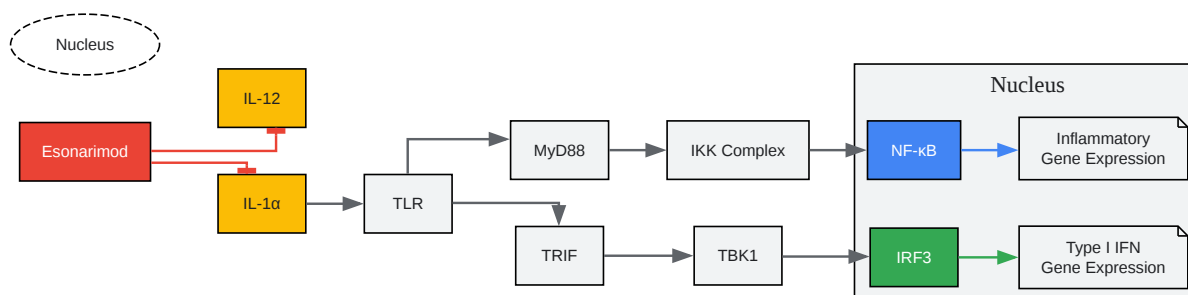 Nucleus
Nucleus
IL-12
Esonarimod
MyD88
IKK Complex
NF-κB
Inflammatory
Gene Expression
IL-1α
TLR
TRIF
TBK1
IRF3
Type I IFN
Gene Expression